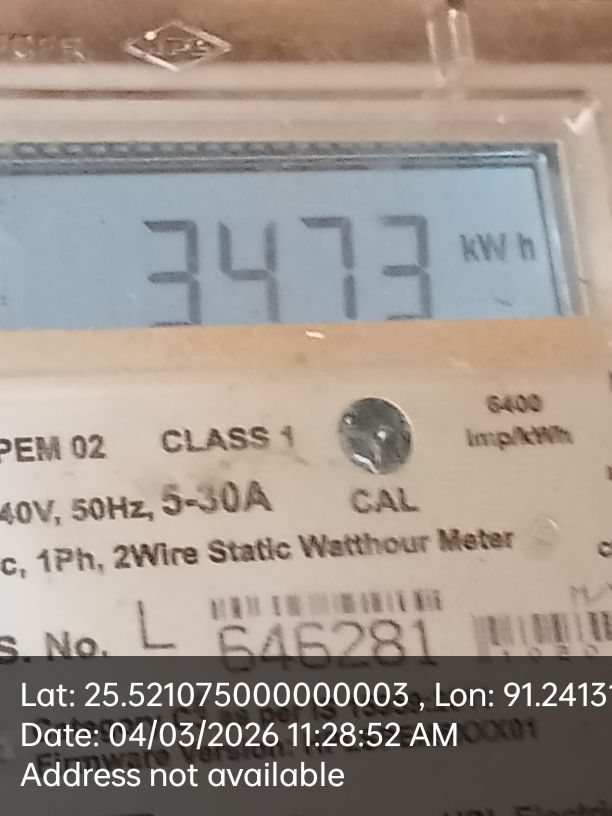 3473 kWh
6400
PEM 02 CLASS 1 Imp/kWh
40V, 50Hz, 5-30A CAL
c, 1Ph, 2Wire Static Watthour Meter
S. No. L 646281
Lat: 25.521075000000003 , Lon: 91.2413
Date: 04/03/2026 11:28:52 AM
Address not available